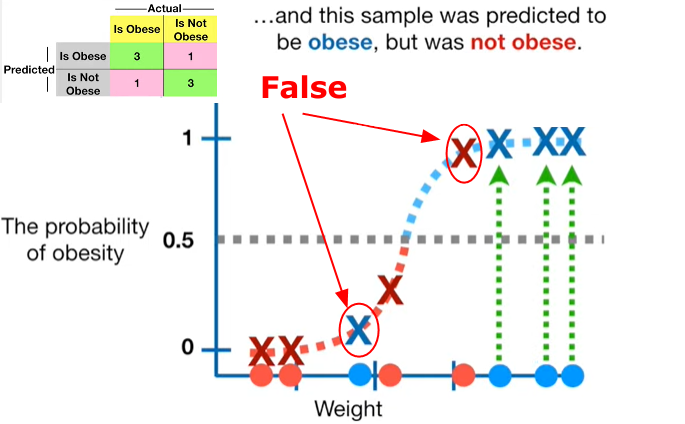 Actual
Is Obese
Is Not
Obese
Predicted
Is Obese
3
1
Is Not
Obese
1
3
...and this sample was predicted to
be obese, but was not obese.
False
1
The probability
of obesity
0.5
0
X X X X X X X X
Weight